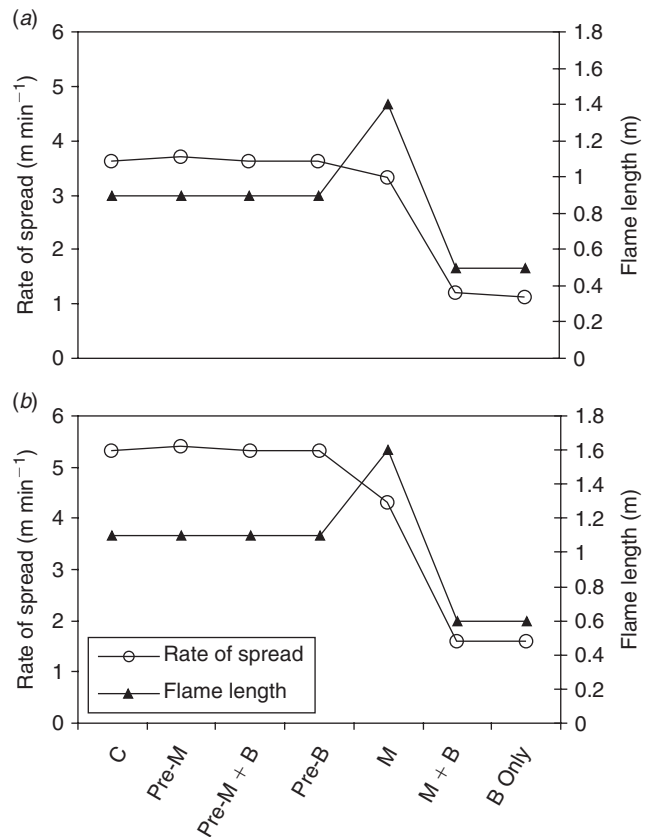 (a)
6
5
4
3
2
1
0
Rate of spread (m min−1)
1.8
1.6
1.4
1.2
1
0.8
0.6
0.4
0.2
0
Flame length (m)
(b)
6
5
4
3
2
1
0
Rate of spread (m min−1)
1.8
1.6
1.4
1.2
1
0.8
0.6
0.4
0.2
0
Flame length (m)
Rate of spread
Flame length
C
Pre-M
Pre-M + B
Pre-B
M
M + B
B Only